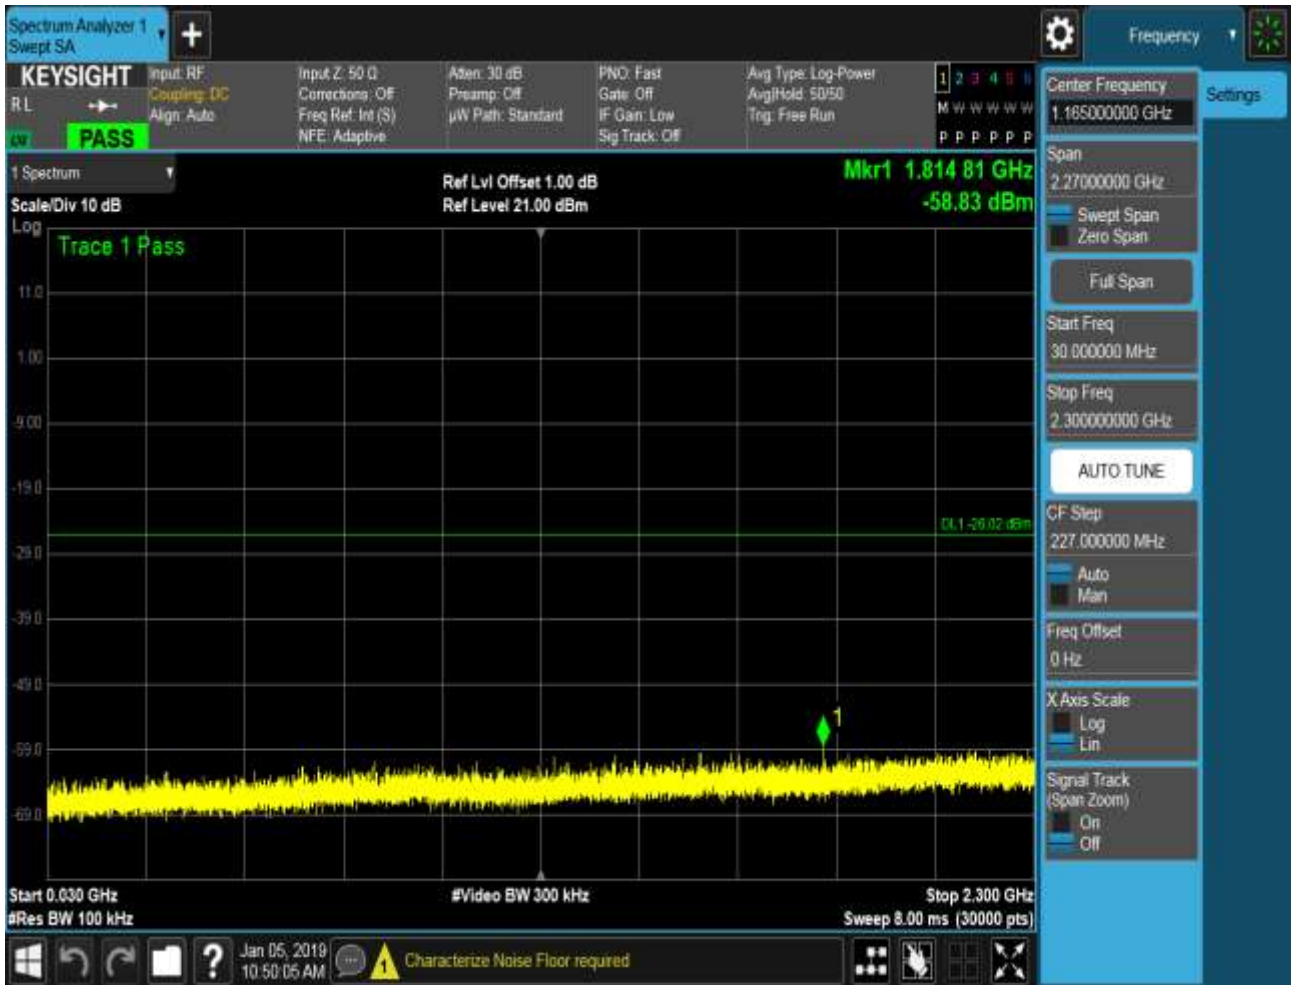 Spectrum Analyzer 1
Swept SA
+
Frequency
KEYSIGHT
RL
PASS
Input: RF
Coupling: DC
Align: Auto
Input Z: 50 Ω
Corrections: Off
Freq Ref: Int (S)
NFE: Adaptive
Atten: 30 dB
Preamp: Off
µW Path: Standard
PNO: Fast
Gate: Off
IF Gain: Low
Sig Track: Off
Avg Type: Log-Power
Avg|Hold: 50/50
Trig: Free Run
1 2 3 4 5 6
M W W W W W
P P P P P P
1 Spectrum
Scale/Div 10 dB
Ref Lvl Offset 1.00 dB
Ref Level 21.00 dBm
Mkr1 1.814 81 GHz
-58.83 dBm
Log
Trace 1 Pass
11.0
1.00
-9.00
-19.0
DL1 -26.02 dBm
-29.0
-39.0
-49.0
1
-59.0
-69.0
Start 0.030 GHz
#Video BW 300 kHz
Stop 2.300 GHz
#Res BW 100 kHz
Sweep 8.00 ms (30000 pts)
?
Jan 05, 2019
10:50:05 AM
1
Characterize Noise Floor required
Center Frequency
1.165000000 GHz
Settings
Span
2.27000000 GHz
Swept Span
Zero Span
Full Span
Start Freq
30.000000 MHz
Stop Freq
2.300000000 GHz
AUTO TUNE
CF Step
227.000000 MHz
Auto
Man
Freq Offset
0 Hz
X Axis Scale
Log
Lin
Signal Track
(Span Zoom)
On
Off